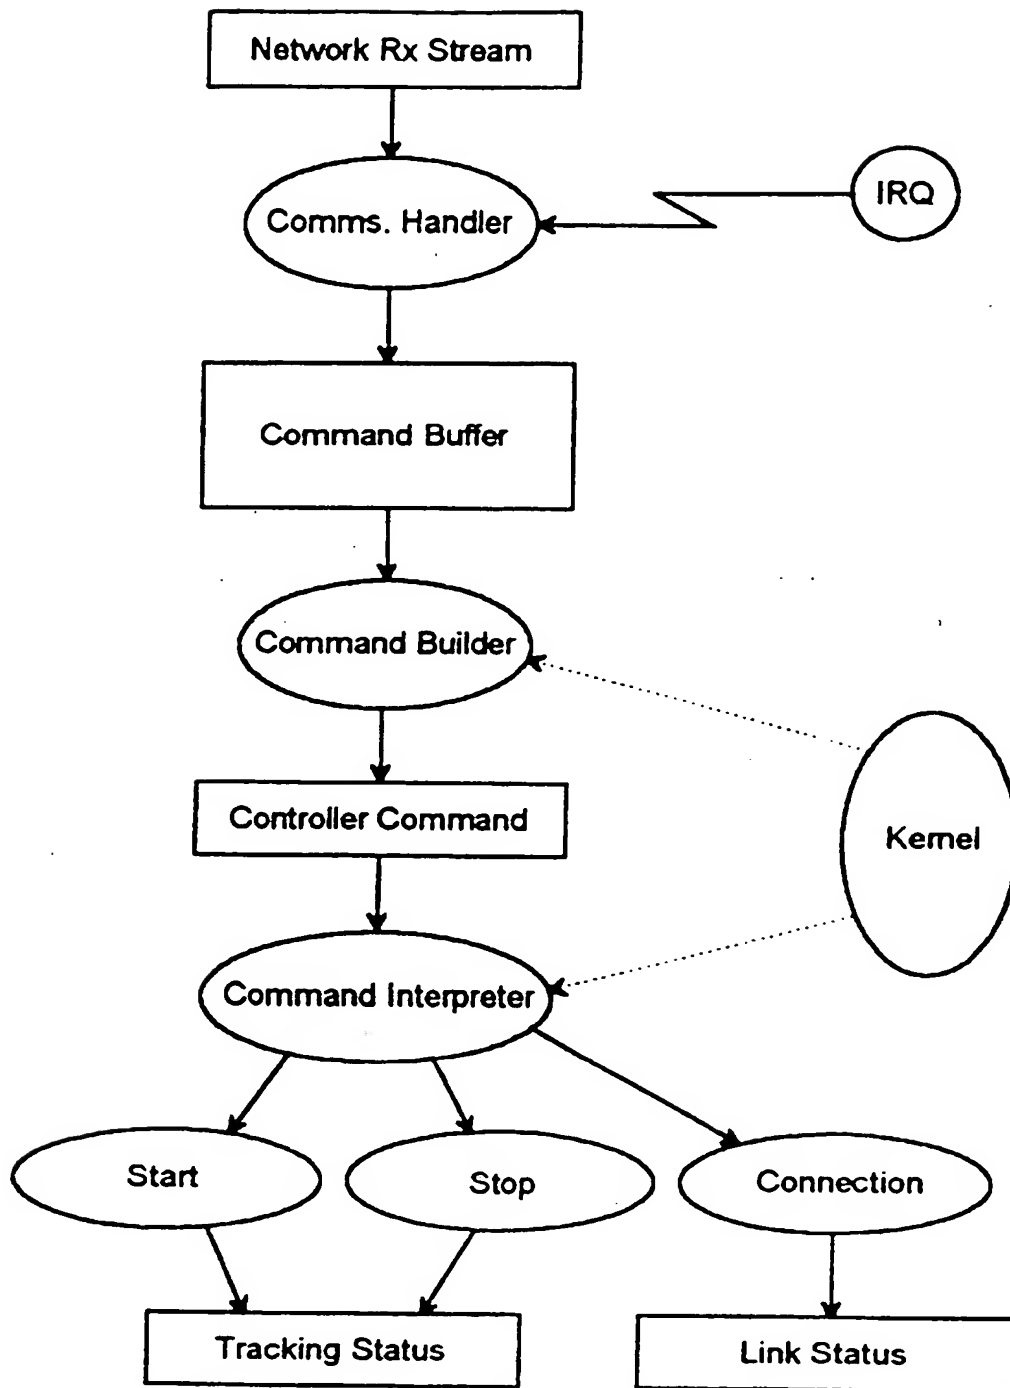 Network Rx Stream
Comms. Handler
IRQ
Command Buffer
Command Builder
Controller Command
Kernel
Command Interpreter
Start
Stop
Connection
Tracking Status
Link Status